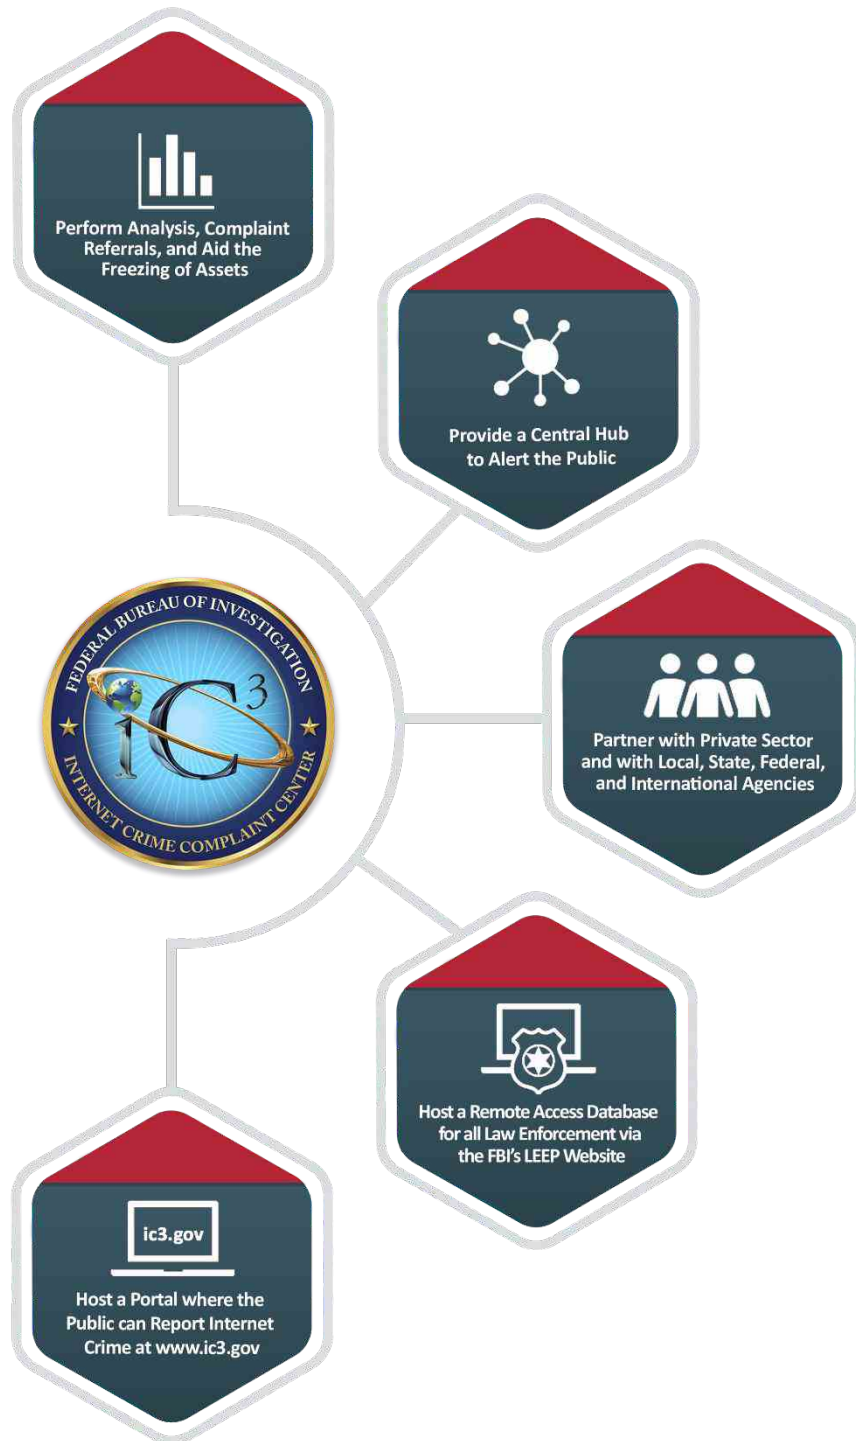 Perform Analysis, Complaint
Referrals, and Aid the
Freezing of Assets
Provide a Central Hub
to Alert the Public
FEDERAL BUREAU OF INVESTIGATION
iC3
INTERNET CRIME COMPLAINT CENTER
Partner with Private Sector
and with Local, State, Federal,
and International Agencies
Host a Remote Access Database
for all Law Enforcement via
the FBI's LEEP Website
ic3.gov
Host a Portal where the
Public can Report Internet
Crime at www.ic3.gov